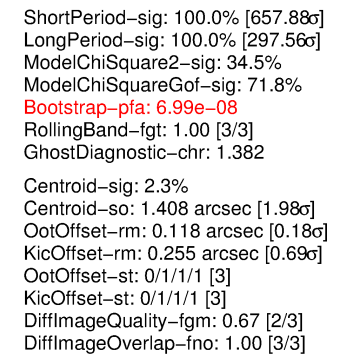 ShortPeriod-sig: 100.0% [657.88σ]
LongPeriod-sig: 100.0% [297.56σ]
ModelChiSquare2-sig: 34.5%
ModelChiSquareGof-sig: 71.8%
Bootstrap-pfa: 6.99e-08
RollingBand-fgt: 1.00 [3/3]
GhostDiagnostic-chr: 1.382
Centroid-sig: 2.3%
Centroid-so: 1.408 arcsec [1.98σ]
OotOffset-rm: 0.118 arcsec [0.18σ]
KicOffset-rm: 0.255 arcsec [0.69σ]
OotOffset-st: 0/1/1/1 [3]
KicOffset-st: 0/1/1/1 [3]
DiffImageQuality-fgm: 0.67 [2/3]
DiffImageOverlap-fno: 1.00 [3/3]